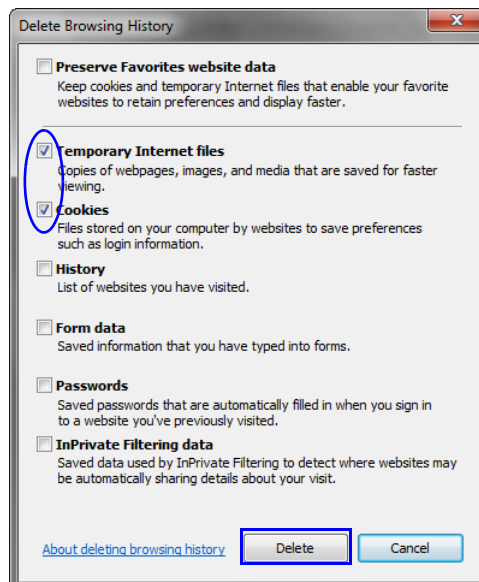 Delete Browsing History
Preserve Favorites website data
Keep cookies and temporary Internet files that enable your favorite
websites to retain preferences and display faster.
Temporary Internet files
Copies of webpages, images, and media that are saved for faster
viewing.
Cookies
Files stored on your computer by websites to save preferences
such as login information.
History
List of websites you have visited.
Form data
Saved information that you have typed into forms.
Passwords
Saved passwords that are automatically filled in when you sign in
to a website you've previously visited.
InPrivate Filtering data
Saved data used by InPrivate Filtering to detect where websites may
be automatically sharing details about your visit.
About deleting browsing history Delete Cancel